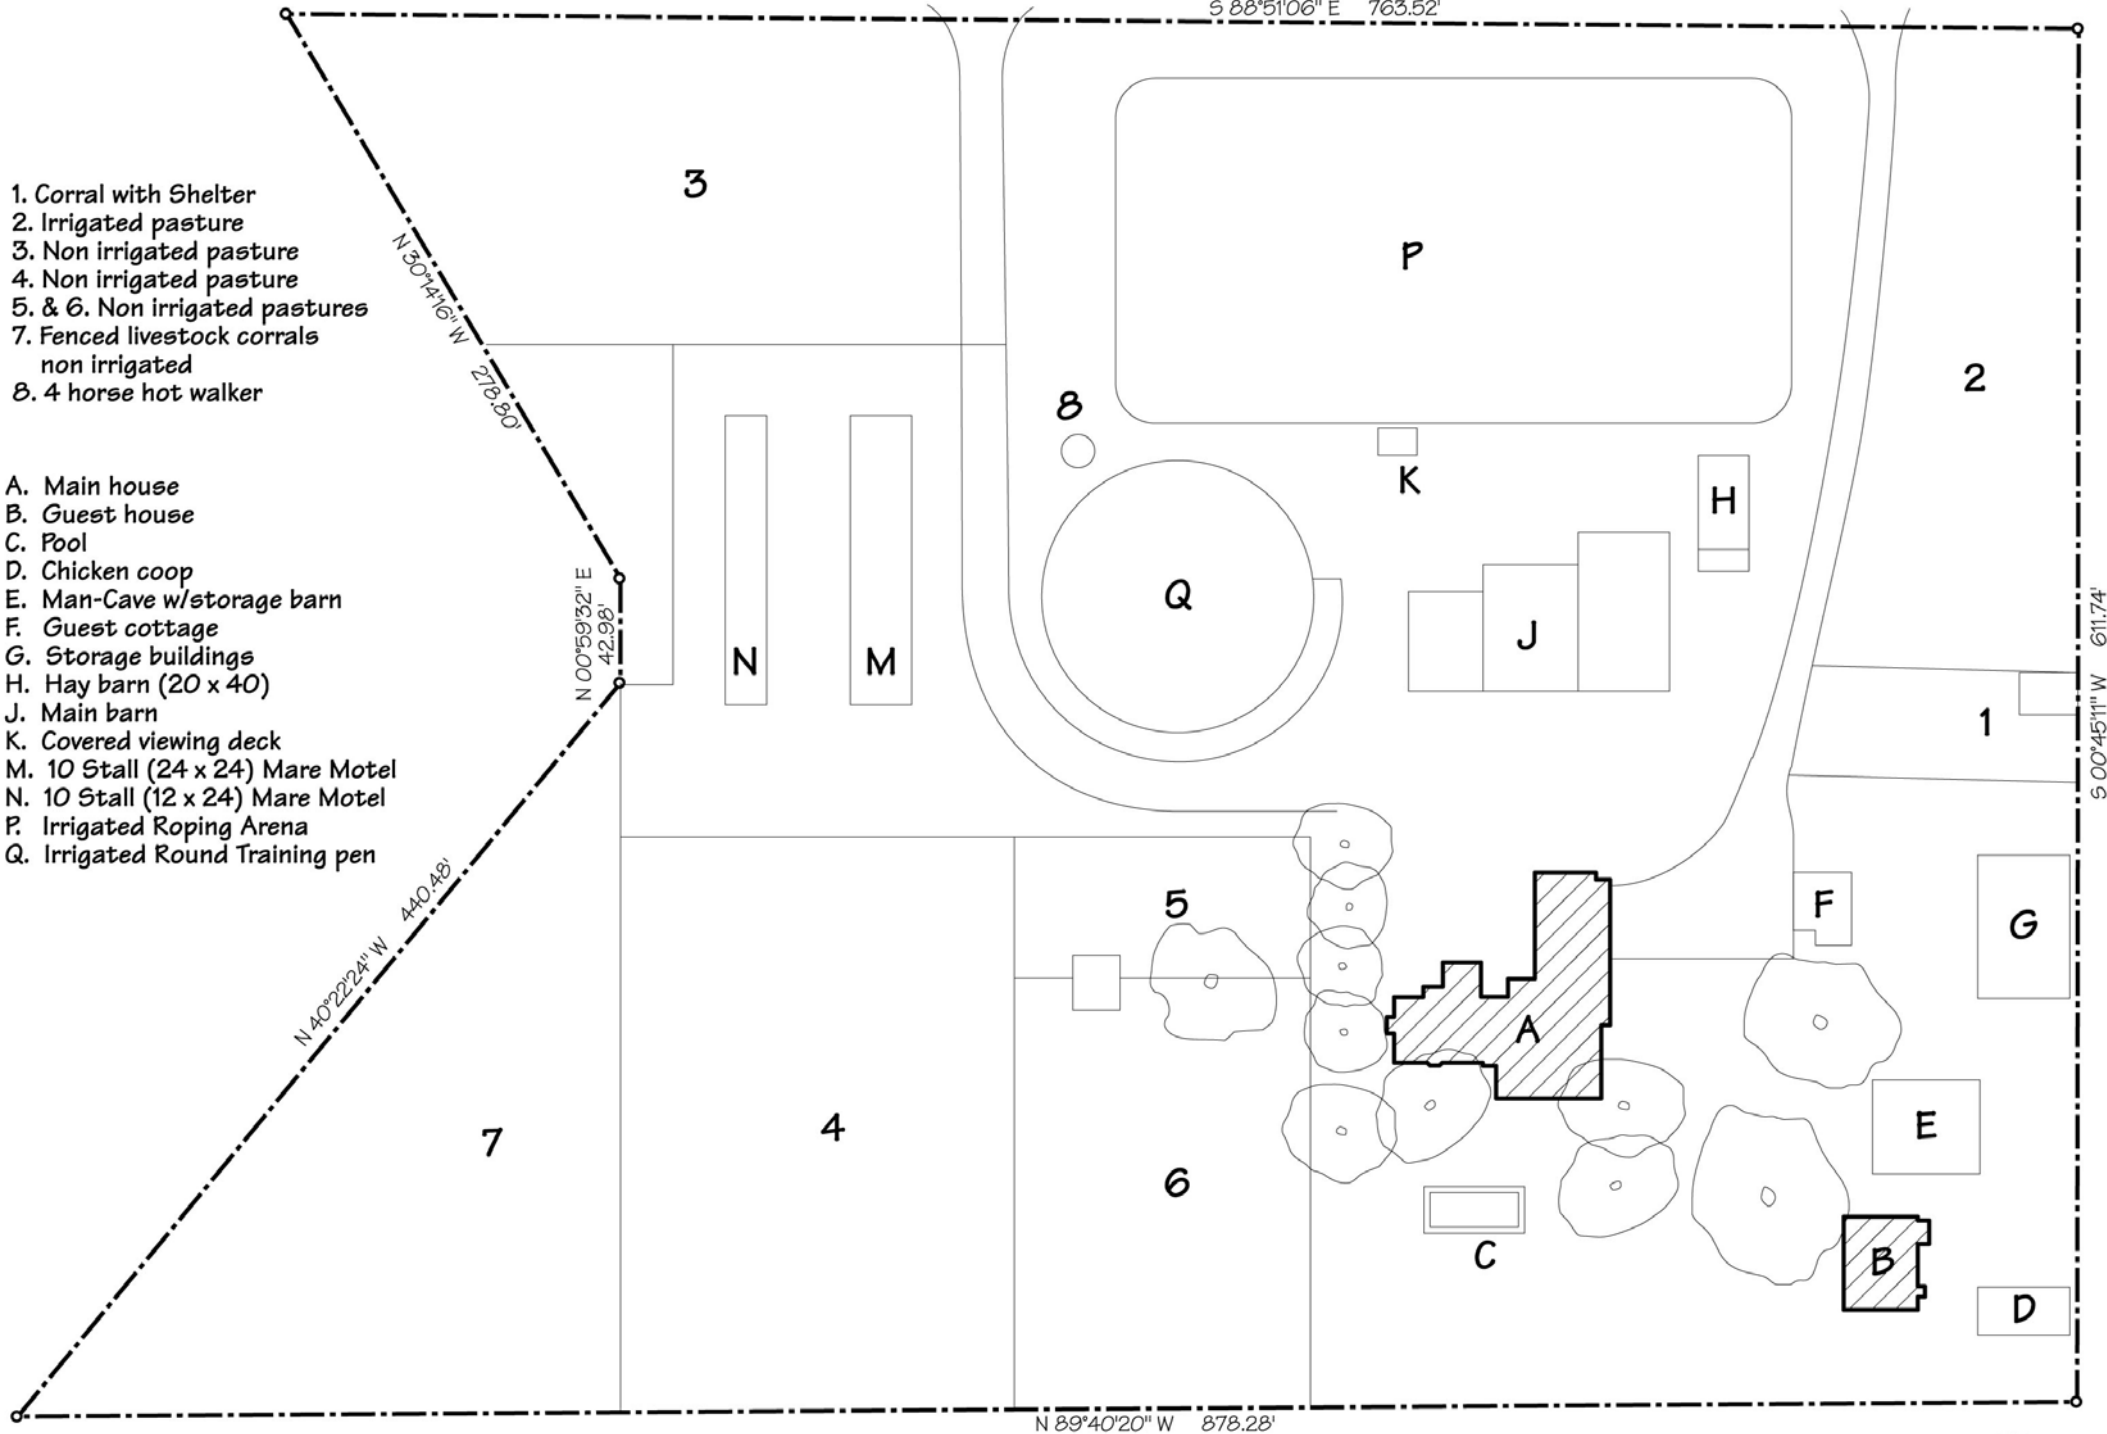 S 88°51'06" E 763.52'
3
1. Corral with Shelter
2. Irrigated pasture
3. Non irrigated pasture
4. Non irrigated pasture
5. & 6. Non irrigated pastures
7. Fenced livestock corrals
non irrigated
8. 4 horse hot walker
N 30°14'16" W 278.80'
P
2
8
K
H
A. Main house
B. Guest house
C. Pool
D. Chicken coop
E. Man-Cave w/storage barn
F. Guest cottage
G. Storage buildings
H. Hay barn (20 x 40)
J. Main barn
K. Covered viewing deck
M. 10 Stall (24 x 24) Mare Motel
N. 10 Stall (12 x 24) Mare Motel
P. Irrigated Roping Arena
Q. Irrigated Round Training pen
N 00°59'32" E
42.98'
Q
J
N
M
1
S 00°45'11" W 611.74'
N 40°22'24" W 440.48'
5
F
G
A
7
4
6
E
C
B
D
N 89°40'20" W 878.28'